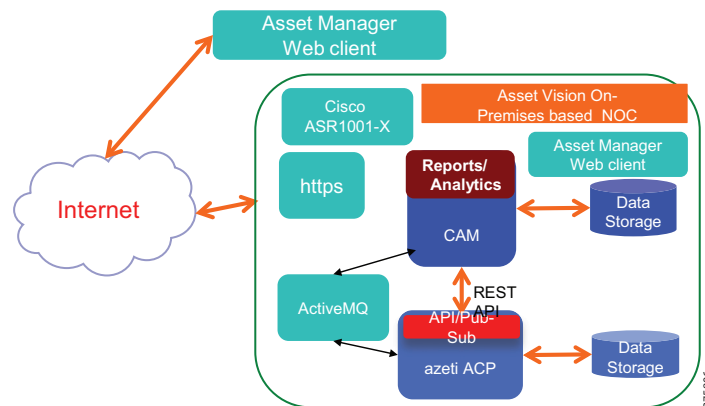 Asset Manager
Web client
Cisco
ASR1001-X
Asset Vision On-
Premises based NOC
Asset Manager
Web client
https
Reports/
Analytics
CAM
Data
Storage
Internet
REST
API
ActiveMQ
API/Pub-
Sub
azeti ACP
Data
Storage